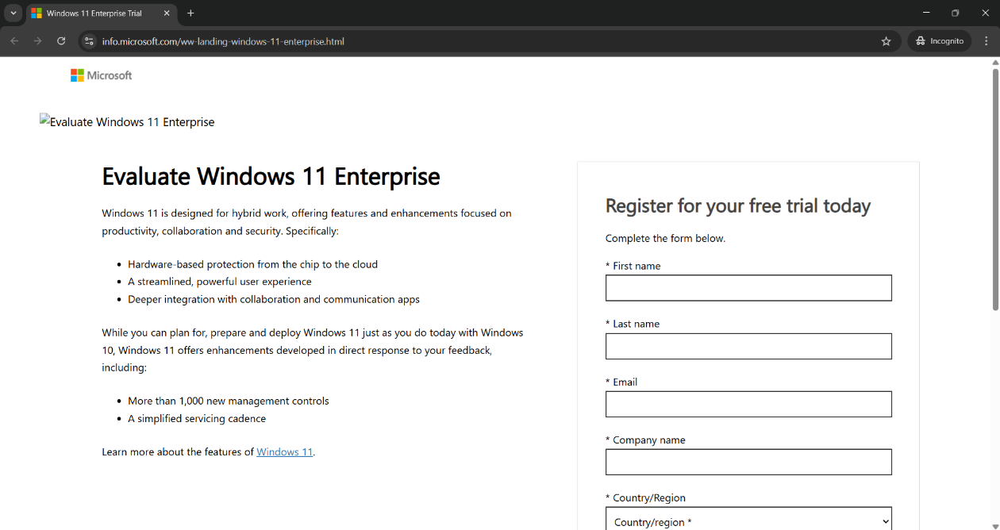 Windows 11 Enterprise Trial
info.microsoft.com/ww-landing-windows-11-enterprise.html
Incognito
Microsoft
Evaluate Windows 11 Enterprise
Evaluate Windows 11 Enterprise
Windows 11 is designed for hybrid work, offering features and enhancements focused on
productivity, collaboration and security. Specifically:
• Hardware-based protection from the chip to the cloud
• A streamlined, powerful user experience
• Deeper integration with collaboration and communication apps
While you can plan for, prepare and deploy Windows 11 just as you do today with Windows
10, Windows 11 offers enhancements developed in direct response to your feedback,
including:
• More than 1,000 new management controls
• A simplified servicing cadence
Learn more about the features of Windows 11.
Register for your free trial today
Complete the form below.
* First name
* Last name
* Email
* Company name
* Country/Region
Country/region *